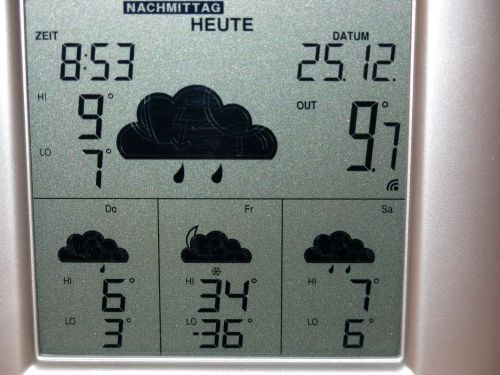 NACHMITTAG
HEUTE
ZEIT DATUM
8:53 25.12.
HI 9° OUT 9.7°
LO 7°
Do Fr Sa
HI 6° HI 34° HI 7°
LO 3° LO -36° LO 6°